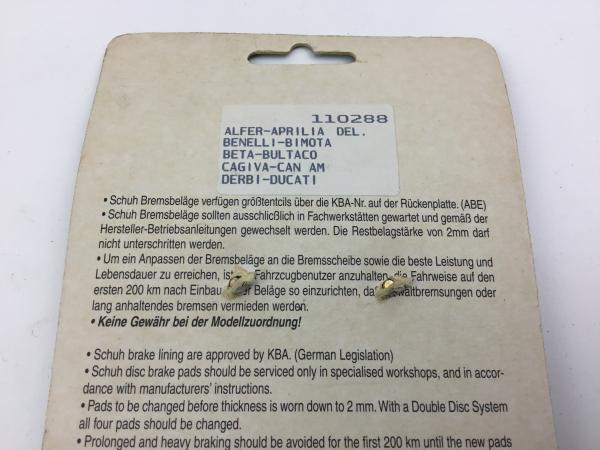 110288
ALFER-APRILIA DEL.
BENELLI-BIMOTA
BETA-BULTACO
CAGIVA-CAN AM
DERBI-DUCATI
• Schuh Bremsbeläge verfügen größtentcils über die KBA-Nr. auf der Rückenplatte. (ABE)
• Schuh Bremsbeläge sollten ausschlicßlich in Fachwerkstätten gewartet und gemäß der
Hersteller-Betriebsanleitungen gewechselt werden. Die Restbelagstärke von 2mm darf
nicht unterschritten werden.
• Um ein Anpassen der Bremsbeläge an die Bremsscheibe sowie die beste Leistung und
Lebensdauer zu erreichen, ist Fahrzcugbenutzer anzuhalten, die Fahrweise auf den
ersten 200 km nach Einbau Beläge so einzurichten, oder
lang anhaltendes bremsen vermieden werden.
• Keine Gewähr bei der Modellzuordnung!
• Schuh brake lining are approved by KBA. (German Legislation)
• Schuh disc brake pads should be serviced only in specialised workshops, and in accor-
dance with manufacturers' instructions.
• Pads to be changed before thickness is worn down to 2 mm. With a Double Disc System
all four pads should be changed.
• Prolonged and heavy braking should be avoided for the first 200 km until the new pads